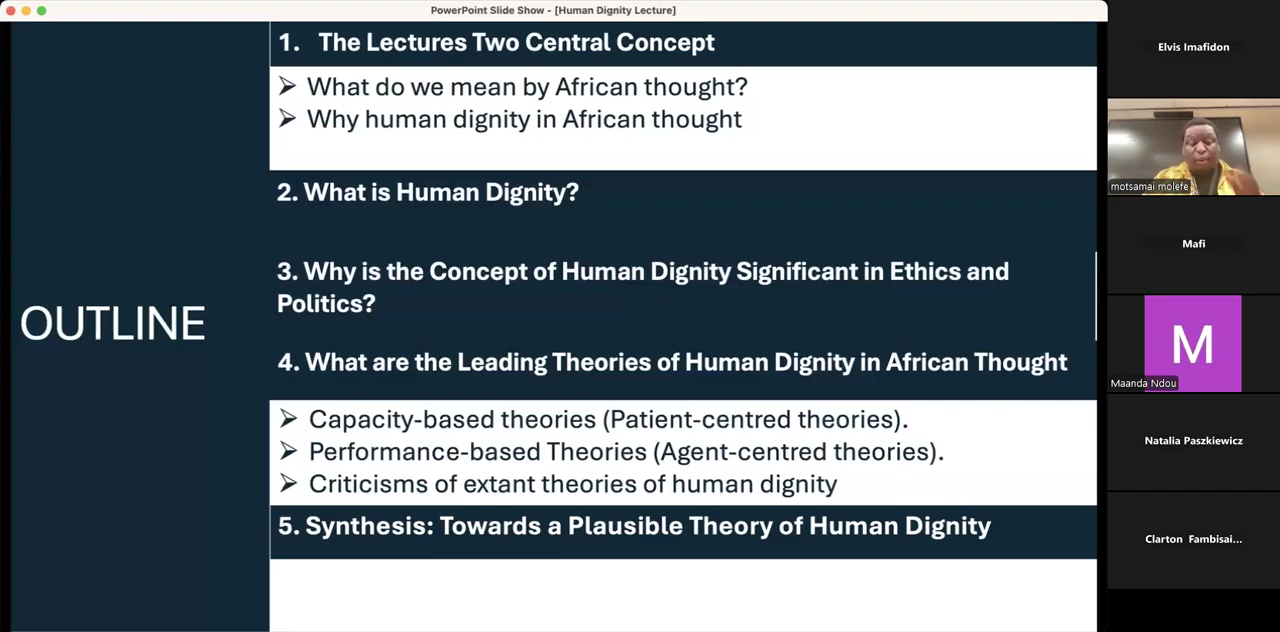 PowerPoint Slide Show - [Human Dignity Lecture]
1. The Lectures Two Central Concept
➢ What do we mean by African thought?
➢ Why human dignity in African thought
2. What is Human Dignity?
3. Why is the Concept of Human Dignity Significant in Ethics and
Politics?
OUTLINE
4. What are the Leading Theories of Human Dignity in African Thought
➢ Capacity-based theories (Patient-centred theories).
➢ Performance-based Theories (Agent-centred theories).
➢ Criticisms of extant theories of human dignity
5. Synthesis: Towards a Plausible Theory of Human Dignity
Elvis Imafidon
motsamai molefe
Mafi
M
Maanda Ndou
Natalia Paszkiewicz
Clarton Fambisai...